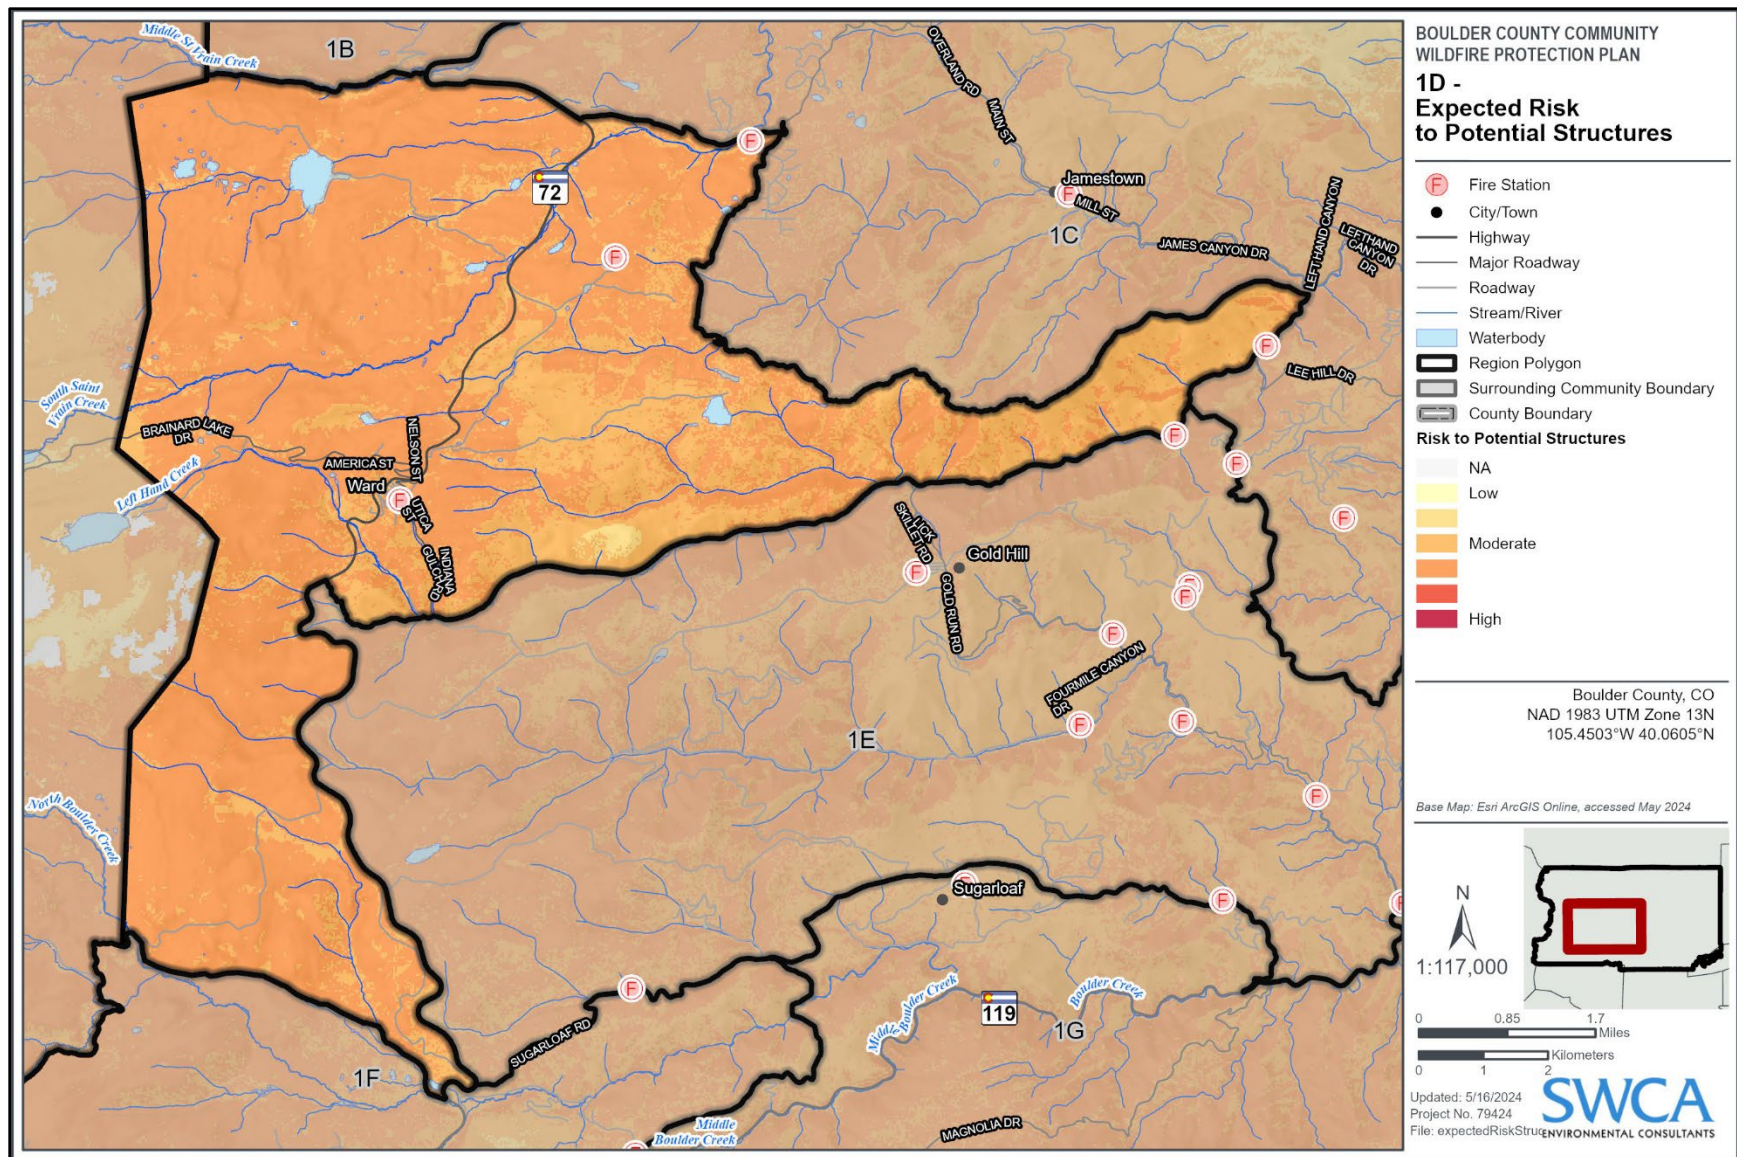 BOULDER COUNTY COMMUNITY
WILDFIRE PROTECTION PLAN
1D -
Expected Risk
to Potential Structures
F Fire Station
City/Town
Highway
Major Roadway
Roadway
Stream/River
Waterbody
Region Polygon
Surrounding Community Boundary
County Boundary
Risk to Potential Structures
NA
Low
Moderate
High
Boulder County, CO
NAD 1983 UTM Zone 13N
105.4503°W 40.0605°N
Base Map: Esri ArcGIS Online, accessed May 2024
N
1:117,000
0 0.85 1.7
Miles
Kilometers
0 1 2
Updated: 5/16/2024
Project No. 79424
File: expectedRiskStruc
SWCA
ENVIRONMENTAL CONSULTANTS
Middle St Vrain Creek
1B
OVERLAND RD
MAIN ST
F
72
Jamestown
F
MILL ST
1C
JAMES CANYON DR
LEFT HAND CANYON
LEFTHAND
CANYON
DR
F
F
LEE HILL DR
South Saint
Vrain Creek
BRAINARD LAKE
DR
NELSON ST
AMERICA ST
Left Hand Creek
Ward
F
UTICA
ST
INDIANA
GULCH RD
F
F
F
LICK
SKILLET RD
Gold Hill
F
GOLD RUN RD
F
F
F
FOURMILE CANYON
DR
F
F
1E
F
North Boulder Creek
F
Sugarloaf
F
F
F
SUGARLOAF RD
Middle Boulder Creek
119
Boulder Creek
1G
1F
Middle
Boulder Creek
MAGNOLIA DR